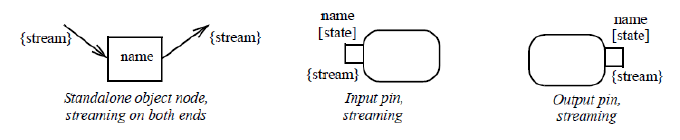 {stream}
name
{stream}
Standalone object node,
streaming on both ends
name
[state]
{stream}
Input pin,
streaming
name
[state]
{stream}
Output pin,
streaming